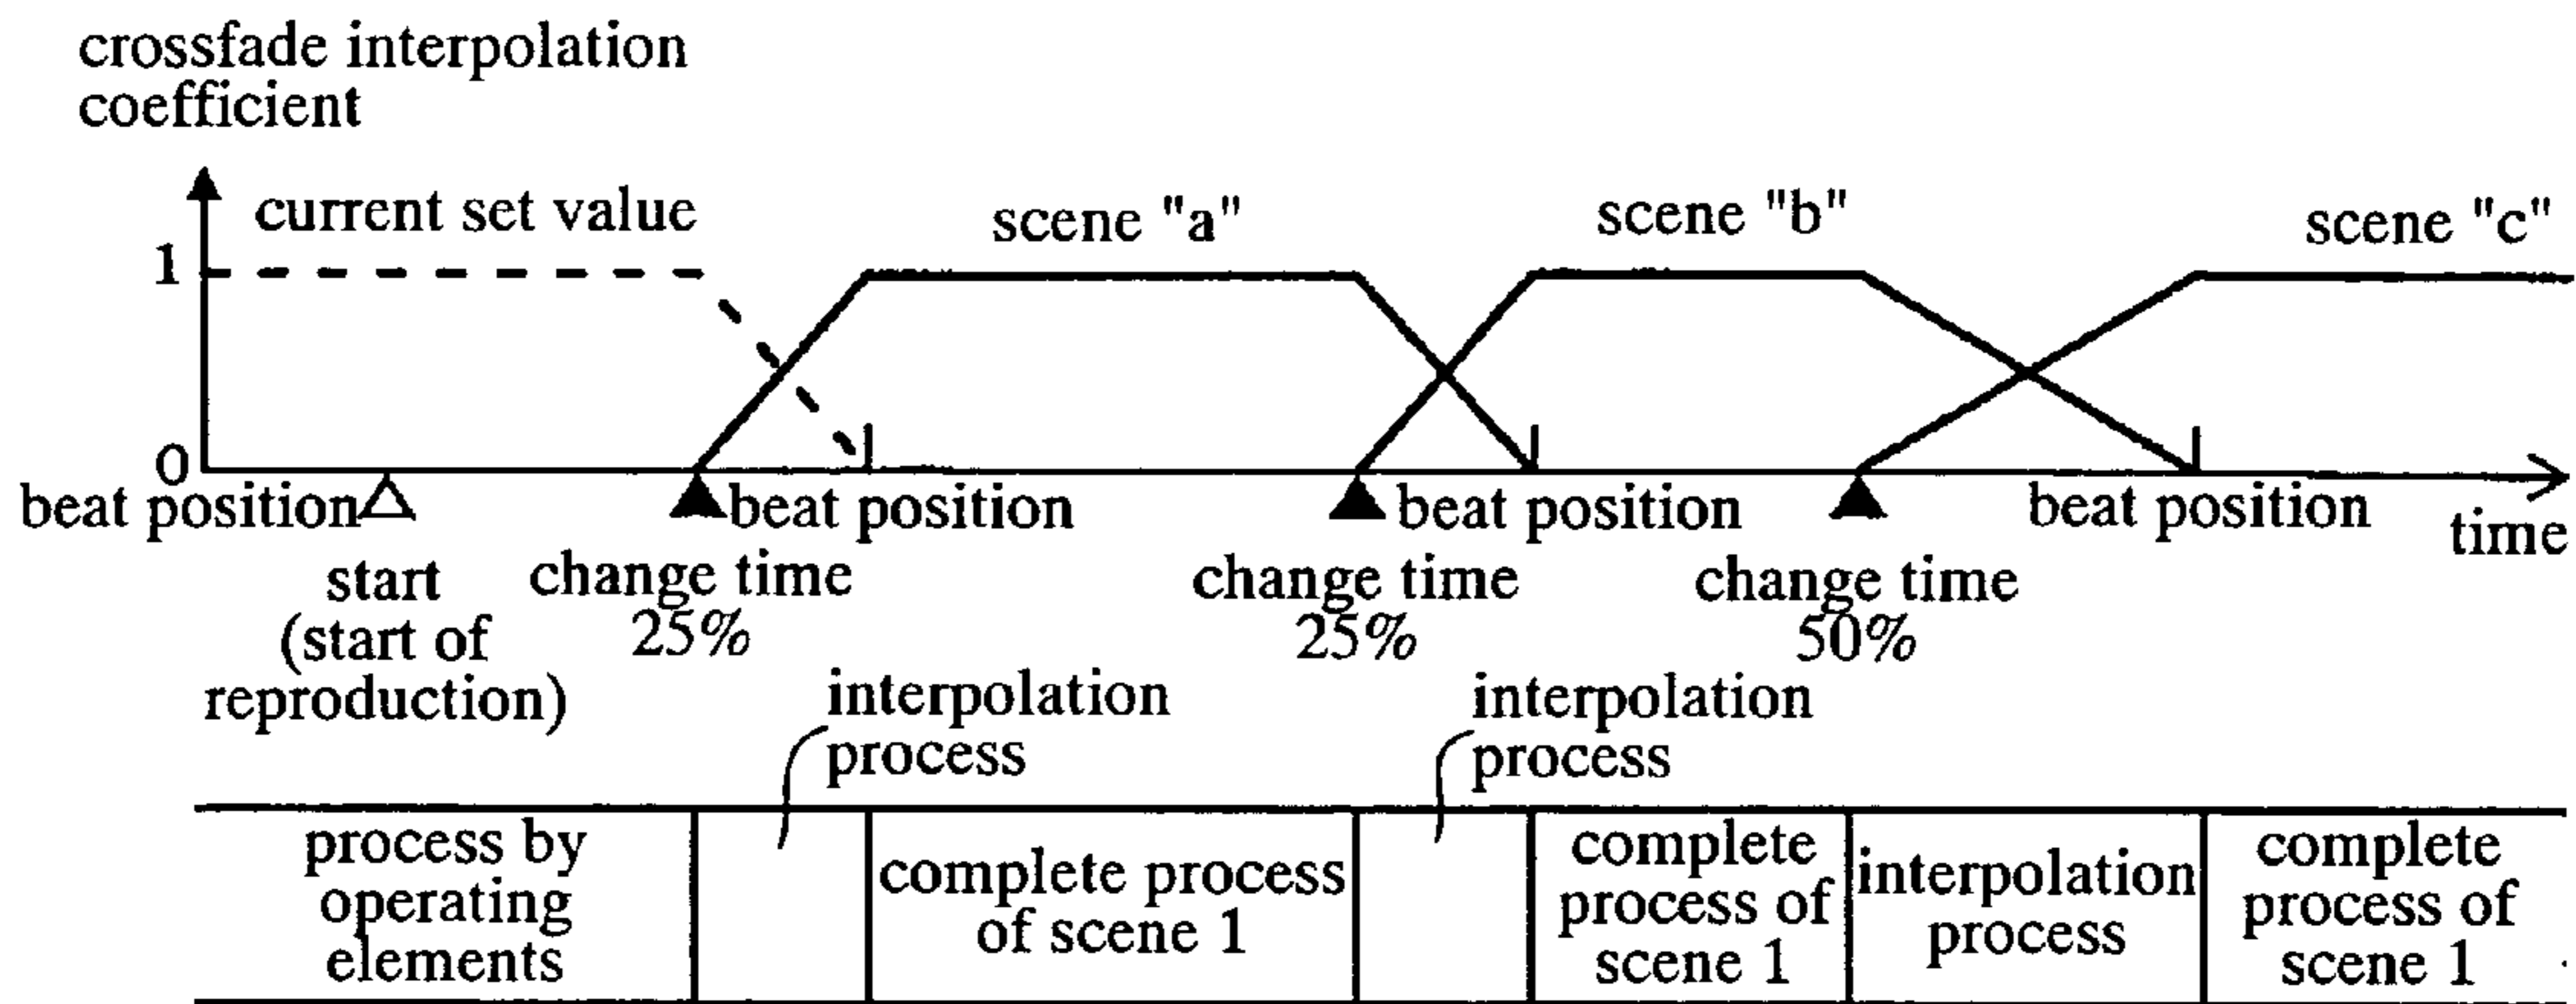 crossfade interpolation
coefficient
current set value
scene "a"
scene "b"
scene "c"
1
0
beat position
beat position
beat position
beat position
time
start
(start of
reproduction)
change time
25%
change time
25%
change time
50%
interpolation
process
interpolation
process
process by
operating
elements
complete process
of scene 1
complete
process of
scene 1
interpolation
process
complete
process of
scene 1